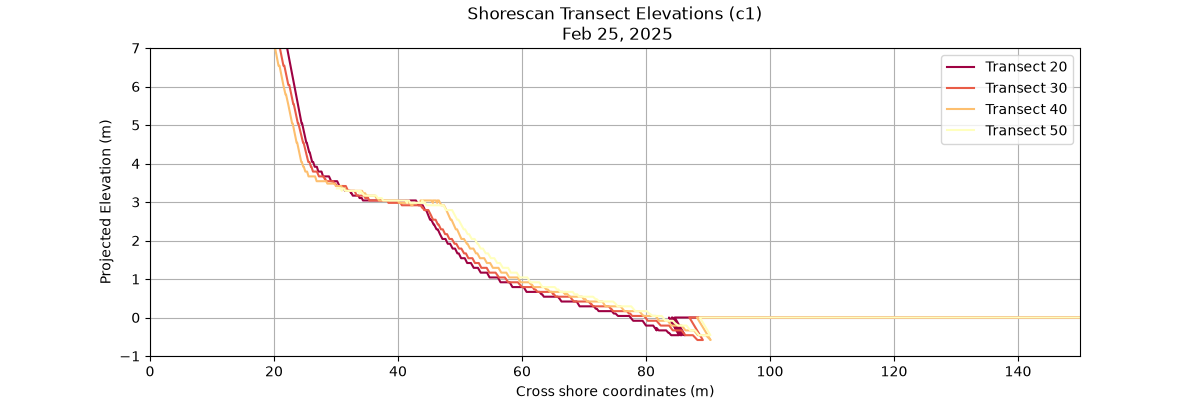 Shorescan Transect Elevations (c1)
Feb 25, 2025
Projected Elevation (m)
7
6
5
4
3
2
1
0
−1
0 20 40 60 80 100 120 140
Cross shore coordinates (m)
Transect 20
Transect 30
Transect 40
Transect 50